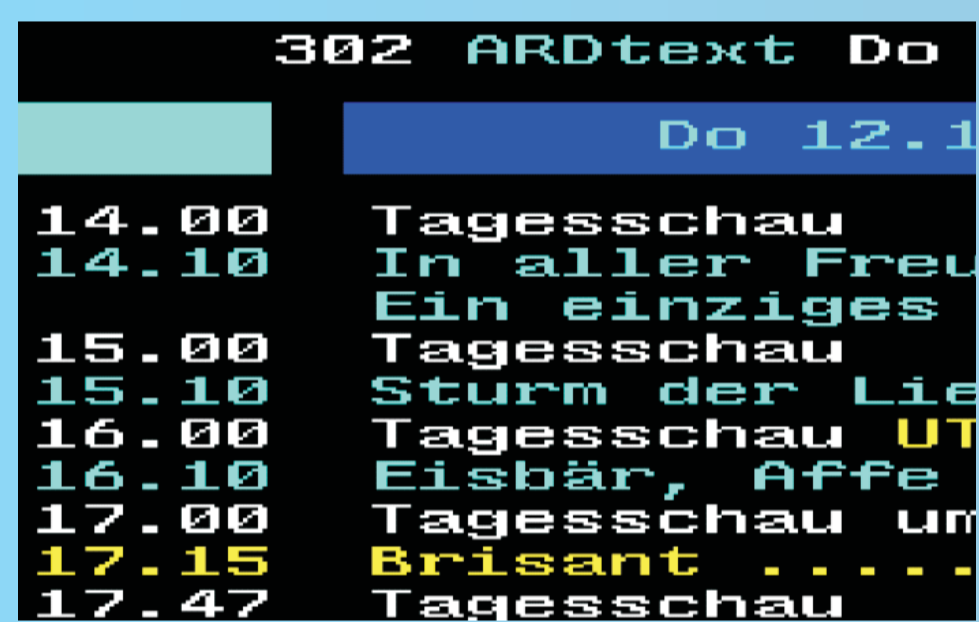 302 ARDtext Do
Do 12.1
14.00 Tagesschau
14.10 In aller Freu
Ein einziges
15.00 Tagesschau
15.10 Sturm der Lie
16.00 Tagesschau UT
16.10 Eisbär, Affe
17.00 Tagesschau um
17.15 Brisant .....
17.47 Tagesschau